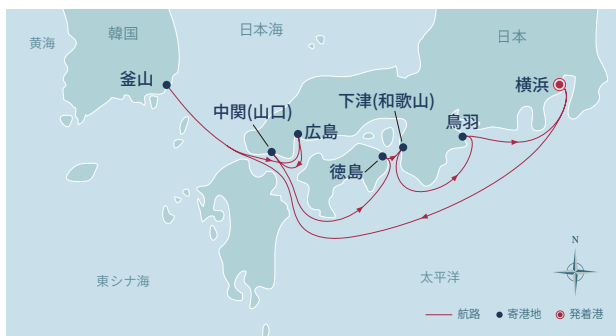 韓国
日本海
日本
黄海
釜山
横浜
下津(和歌山)
中関(山口)
広島
鳥羽
徳島
東シナ海
太平洋
N
航路
寄港地
発着港